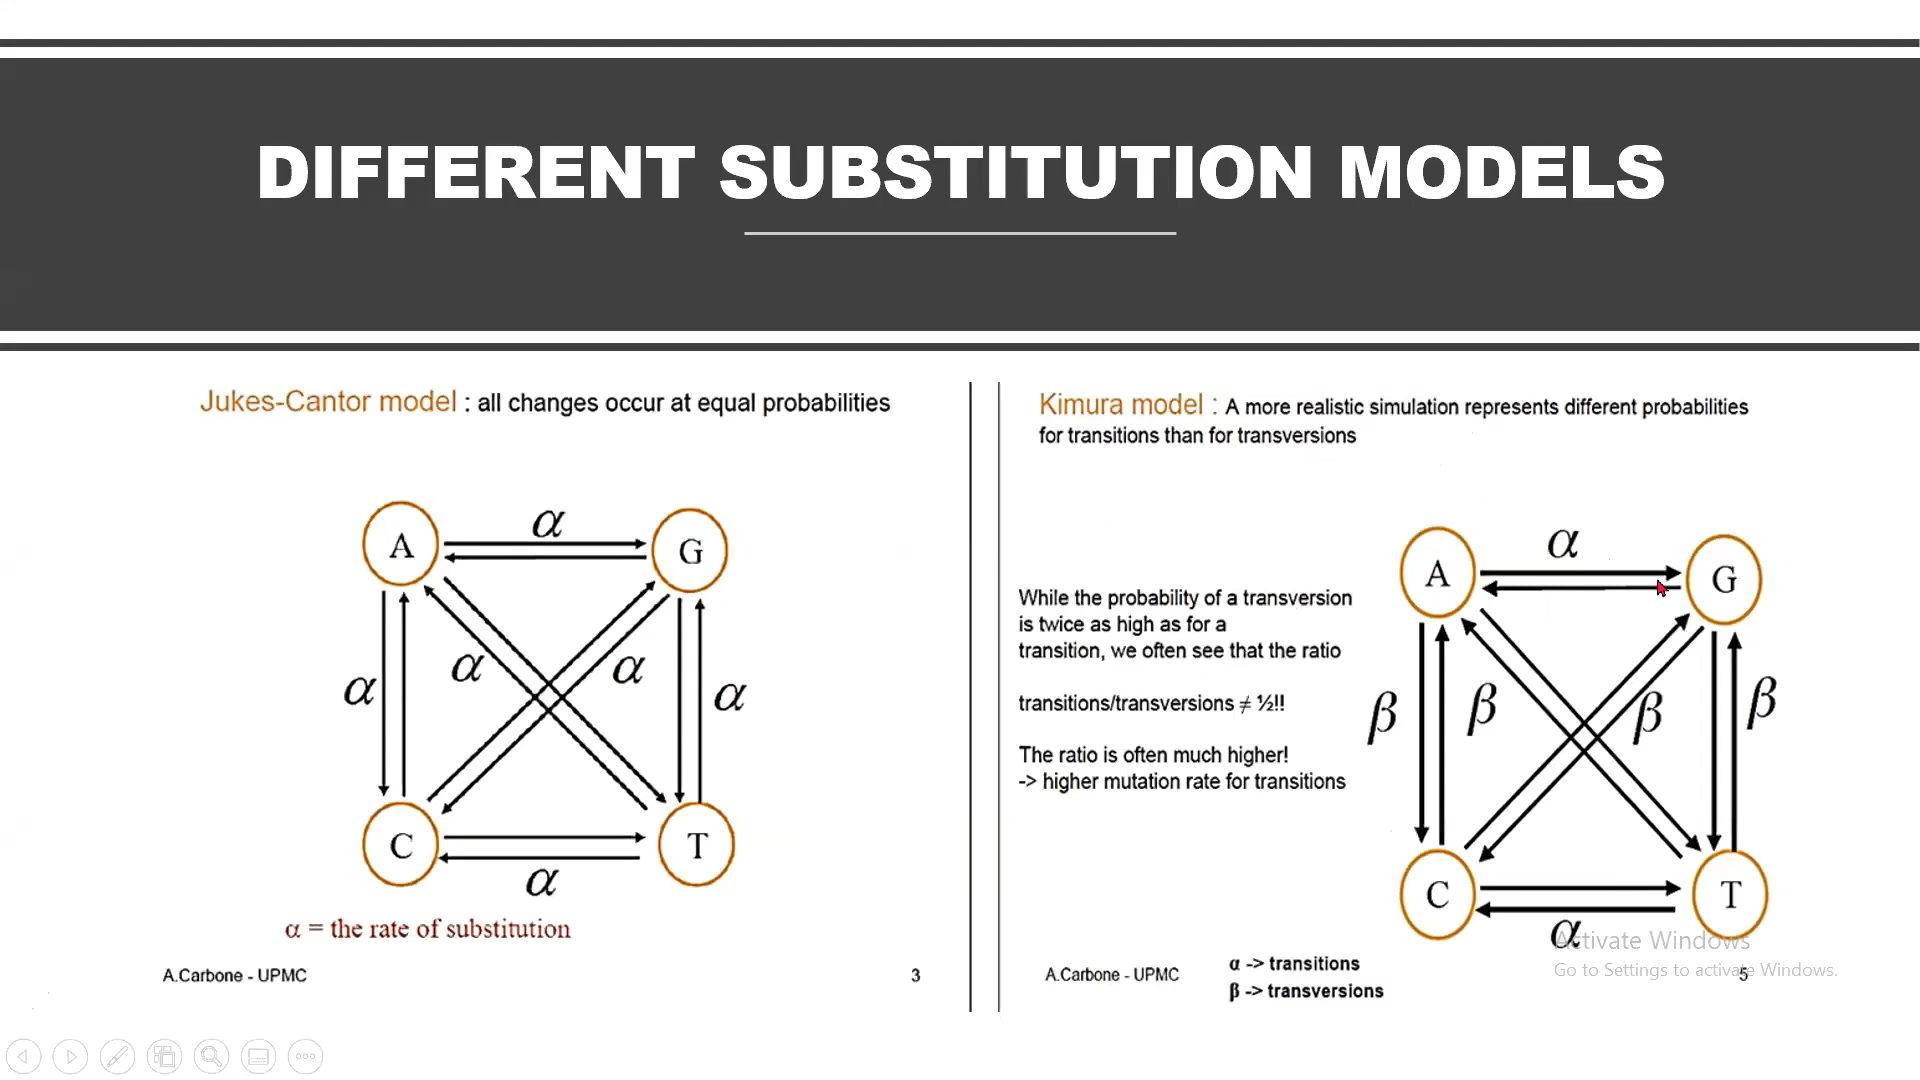 DIFFERENT SUBSTITUTION MODELS
Jukes-Cantor model : all changes occur at equal probabilities
A
α
G
α
α
α
α
C
T
α
α = the rate of substitution
A.Carbone - UPMC
3
Kimura model : A more realistic simulation represents different probabilities
for transitions than for transversions
While the probability of a transversion
is twice as high as for a
transition, we often see that the ratio
transitions/transversions ≠ ½!!
The ratio is often much higher!
-> higher mutation rate for transitions
A
α
G
β
β
β
β
C
T
α
A.Carbone - UPMC
α -> transitions
β -> transversions
5
Activate Windows
Go to Settings to activate Windows.